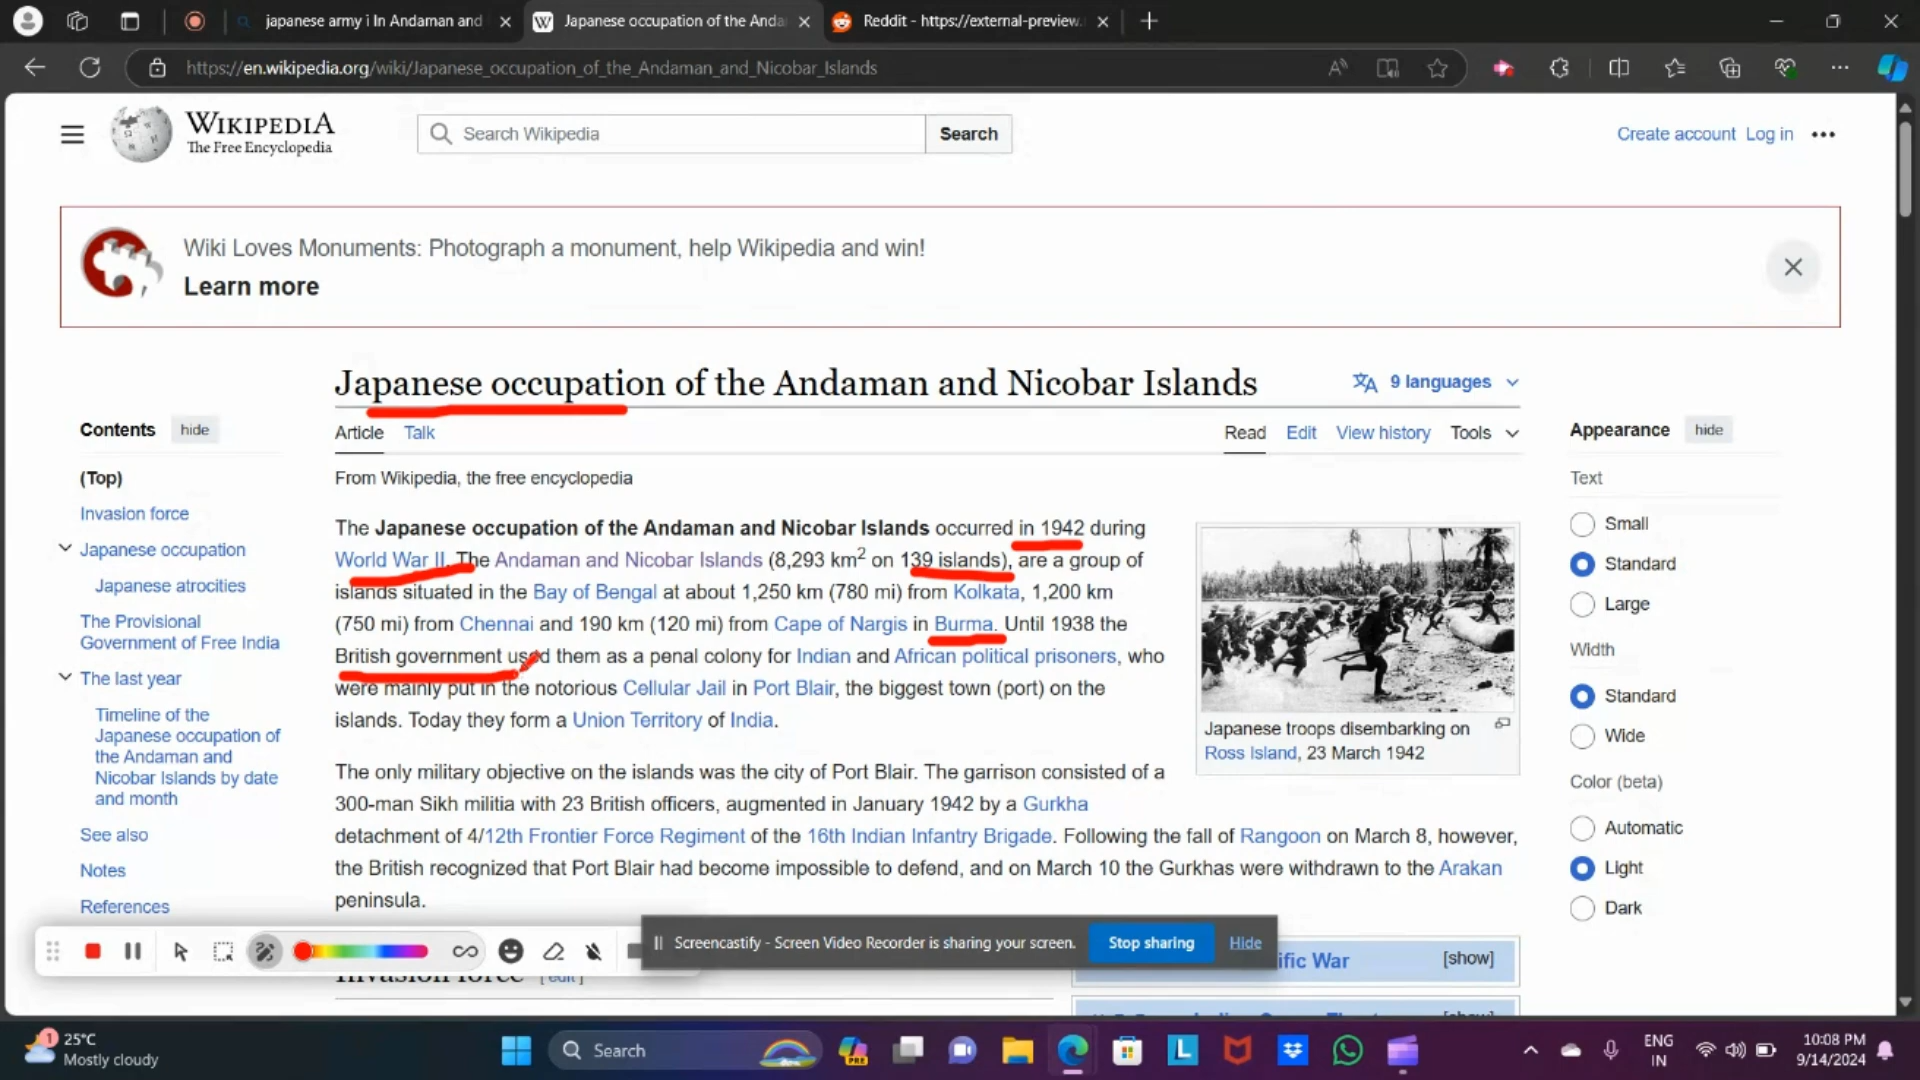 japanese army i In Andaman and
Japanese occupation of the Anda
Reddit - https://external-preview.
https://en.wikipedia.org/wiki/Japanese_occupation_of_the_Andaman_and_Nicobar_Islands
WIKIPEDIA
The Free Encyclopedia
Search Wikipedia
Search
Create account Log in
Wiki Loves Monuments: Photograph a monument, help Wikipedia and win!
Learn more
Japanese occupation of the Andaman and Nicobar Islands
9 languages
Article Talk
Read Edit View history Tools
From Wikipedia, the free encyclopedia
Contents hide
(Top)
Invasion force
Japanese occupation
Japanese atrocities
The Provisional
Government of Free India
The last year
Timeline of the
Japanese occupation of
the Andaman and
Nicobar Islands by date
and month
See also
Notes
References
The Japanese occupation of the Andaman and Nicobar Islands occurred in 1942 during
World War II. The Andaman and Nicobar Islands (8,293 km2 on 139 islands), are a group of
islands situated in the Bay of Bengal at about 1,250 km (780 mi) from Kolkata, 1,200 km
(750 mi) from Chennai and 190 km (120 mi) from Cape of Nargis in Burma. Until 1938 the
British government used them as a penal colony for Indian and African political prisoners, who
were mainly put in the notorious Cellular Jail in Port Blair, the biggest town (port) on the
islands. Today they form a Union Territory of India.
The only military objective on the islands was the city of Port Blair. The garrison consisted of a
300-man Sikh militia with 23 British officers, augmented in January 1942 by a Gurkha
detachment of 4/12th Frontier Force Regiment of the 16th Indian Infantry Brigade. Following the fall of Rangoon on March 8, however,
the British recognized that Port Blair had become impossible to defend, and on March 10 the Gurkhas were withdrawn to the Arakan
peninsula.
Japanese troops disembarking on
Ross Island, 23 March 1942
Appearance hide
Text
Small
Standard
Large
Width
Standard
Wide
Color (beta)
Automatic
Light
Dark
Invasion force [ edit ]
ific War [show]
Screencastify - Screen Video Recorder is sharing your screen.
Stop sharing
Hide
1
25°C
Mostly cloudy
Search
PRE
L
ENG
IN
10:08 PM
9/14/2024